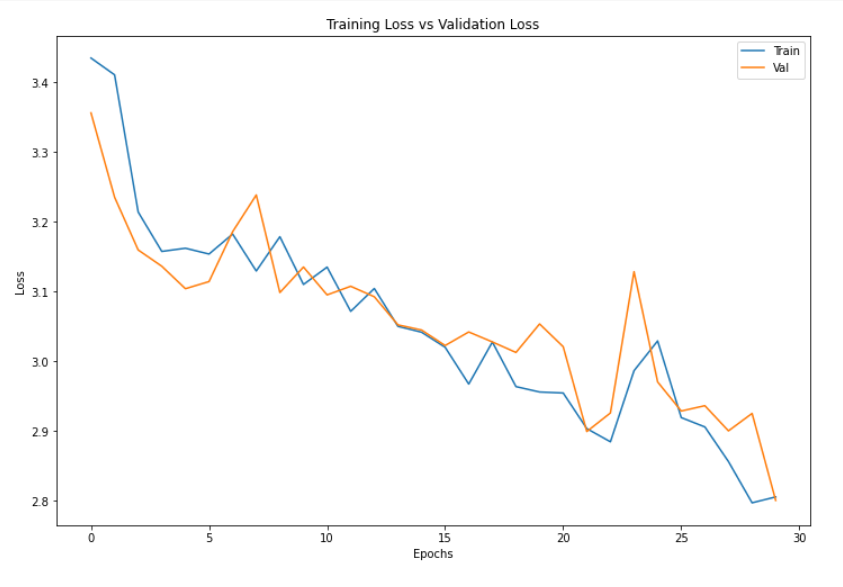 Training Loss vs Validation Loss
Train
Val
3.4
3.3
3.2
3.1
3.0
2.9
2.8
Loss
0 5 10 15 20 25 30
Epochs